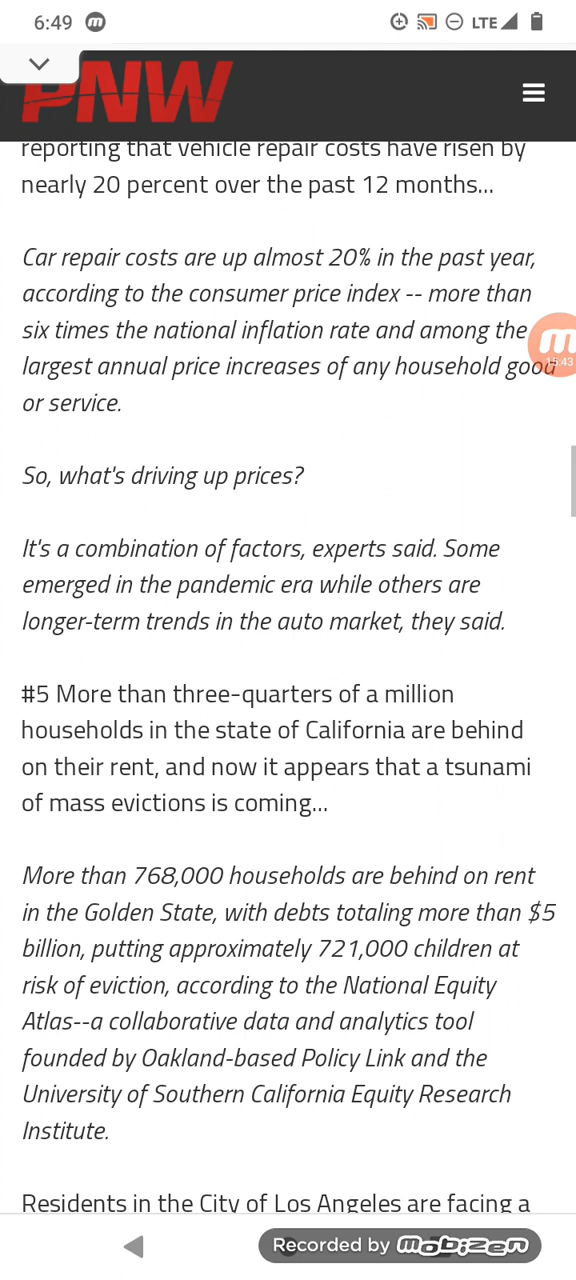 6:49 m LTE
PNW
reporting that vehicle repair costs have risen by
nearly 20 percent over the past 12 months...
Car repair costs are up almost 20% in the past year,
according to the consumer price index -- more than
six times the national inflation rate and among the
largest annual price increases of any household good
or service.
m
15:43
So, what's driving up prices?
It's a combination of factors, experts said. Some
emerged in the pandemic era while others are
longer-term trends in the auto market, they said.
#5 More than three-quarters of a million
households in the state of California are behind
on their rent, and now it appears that a tsunami
of mass evictions is coming...
More than 768,000 households are behind on rent
in the Golden State, with debts totaling more than $5
billion, putting approximately 721,000 children at
risk of eviction, according to the National Equity
Atlas--a collaborative data and analytics tool
founded by Oakland-based Policy Link and the
University of Southern California Equity Research
Institute.
Residents in the City of Los Angeles are facing a
Recorded by mobizen